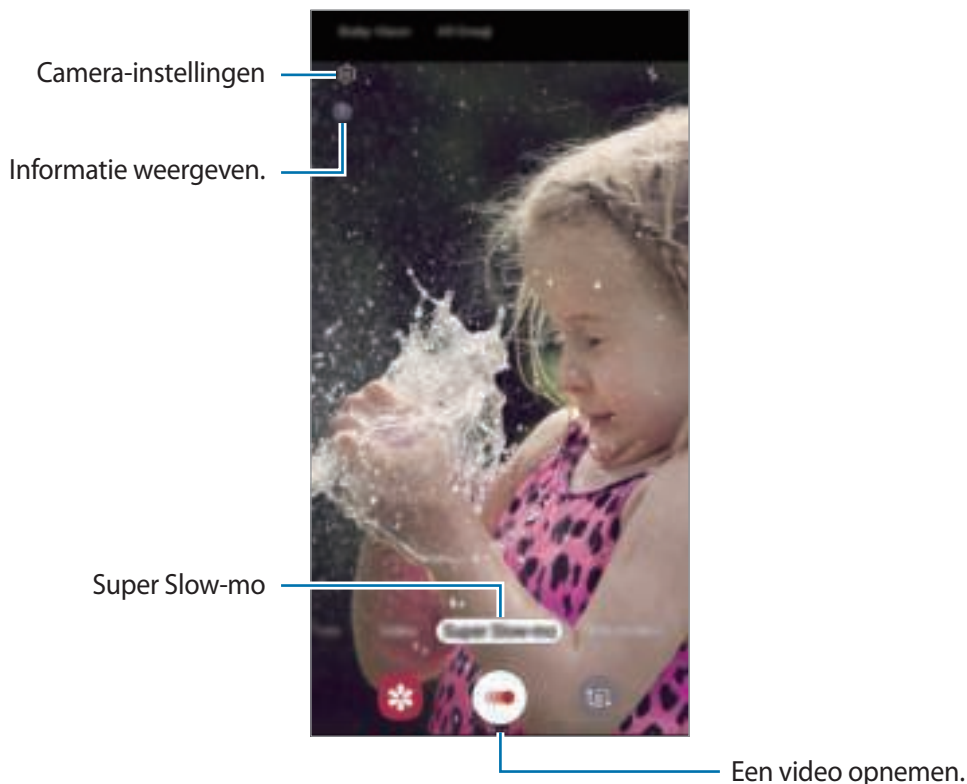 Camera-instellingen
Informatie weergeven.
Super Slow-mo
Super Slow-mo
Een video opnemen.